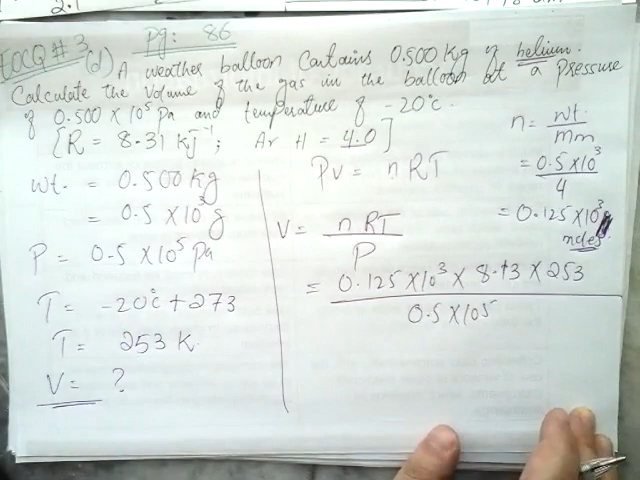 2.
Pg: 86
EOCQ # 3
(d) A weather balloon contains 0.500 kg of helium.
Calculate the volume of the gas in the balloon at a pressure
of 0.500 X 10⁵ Pa and temperature of -20°c.
[R = 8.31 kJ⁻¹; Ar H = 4.0]
wt. = 0.500 kg
= 0.5 X 10³ g
P = 0.5 X 10⁵ Pa
T = -20°c + 273
T = 253 K
V = ?
PV = nRT
V = nRT / P
= 0.125 X 10³ X 8.13 X 253
0.5 X 10⁵
n = wt. / mm
= 0.5 X 10³ / 4
= 0.125 X 10³
moles